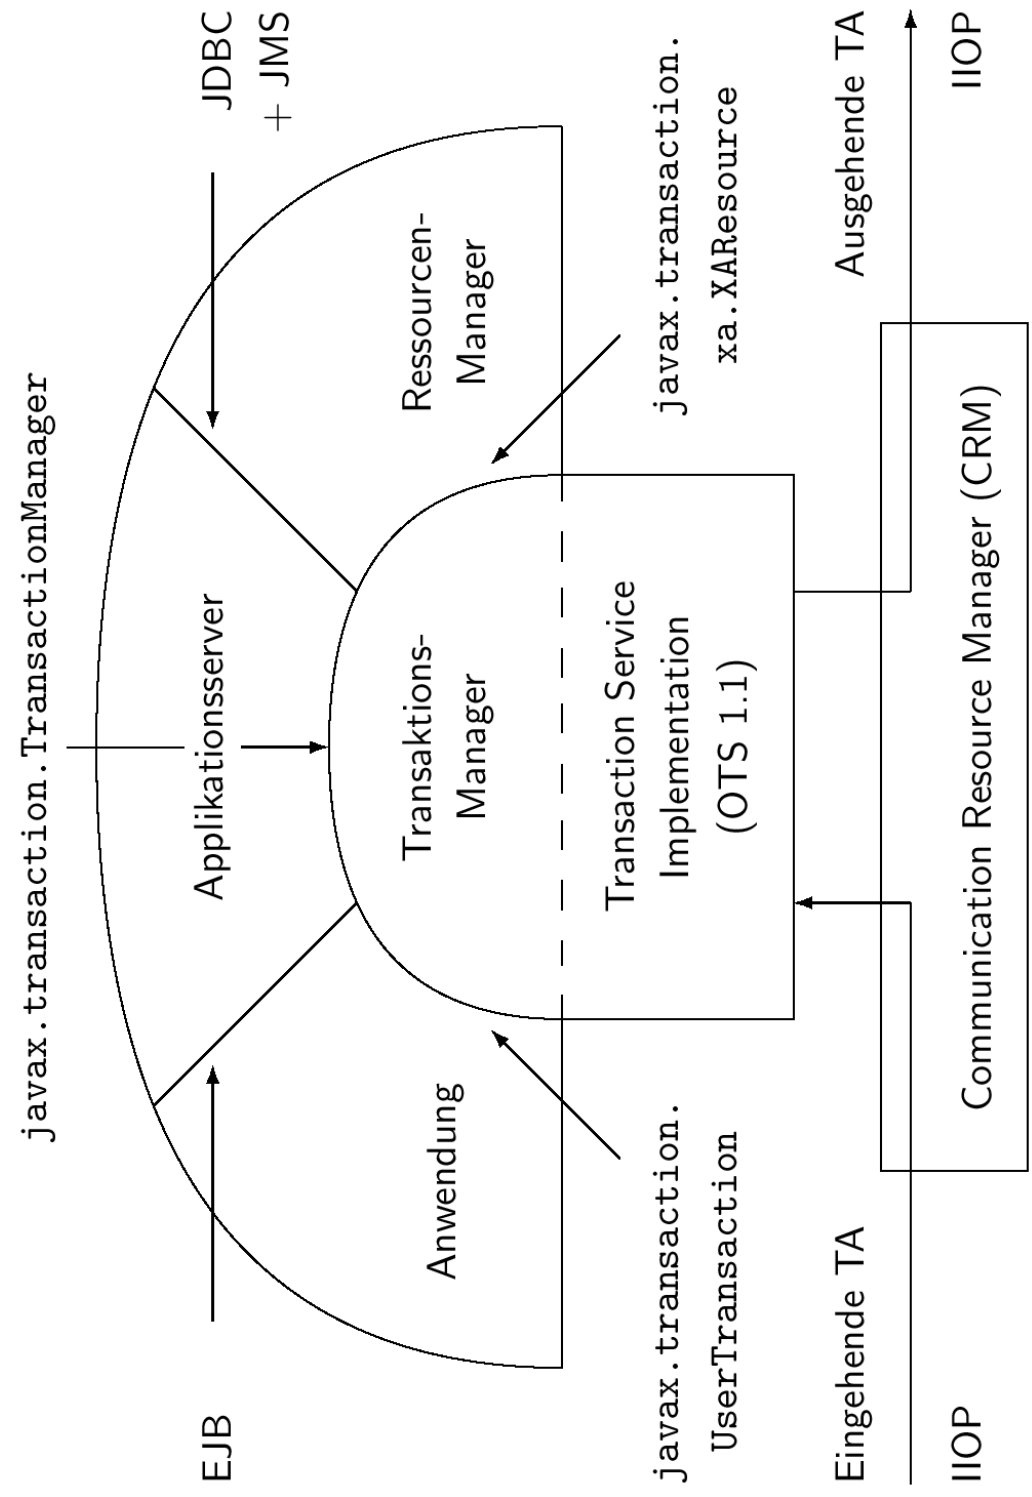 javax.transaction.TransactionManager
EJB
JDBC
+ JMS
Applikationsserver
Anwendung
Transaktions-
Manager
Ressourcen-
Manager
javax.transaction.
UserTransaction
Transaction Service
Implementation
(OTS 1.1)
javax.transaction.
xa.XAResource
Eingehende TA
Ausgehende TA
IIOP
Communication Resource Manager (CRM)
IIOP